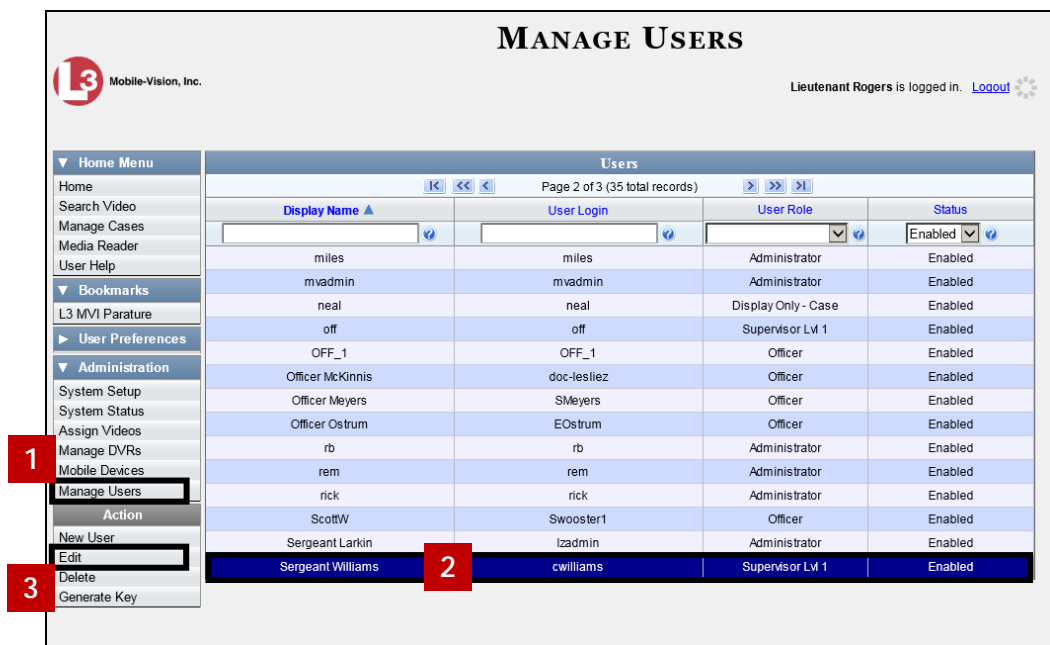 MANAGE USERS
L3 Mobile-Vision, Inc.
Lieutenant Rogers is logged in. Logout
Home Menu
Home
Search Video
Manage Cases
Media Reader
User Help
Bookmarks
L3 MVI Parature
User Preferences
Administration
System Setup
System Status
Assign Videos
Manage DVRs
1
Mobile Devices
Manage Users
Action
New User
Edit
Delete
3
Generate Key
Users
Page 2 of 3 (35 total records)
Display Name User Login User Role Status
Enabled
miles miles Administrator Enabled
mvadmin mvadmin Administrator Enabled
neal neal Display Only - Case Enabled
off off Supervisor Lvl 1 Enabled
OFF_1 OFF_1 Officer Enabled
Officer McKinnis doc-lesliez Officer Enabled
Officer Meyers SMeyers Officer Enabled
Officer Ostrum EOstrum Officer Enabled
rb rb Administrator Enabled
rem rem Administrator Enabled
rick rick Administrator Enabled
ScottW Swooster1 Officer Enabled
Sergeant Larkin lzadmin Administrator Enabled
Sergeant Williams 2 cwilliams Supervisor Lvl 1 Enabled